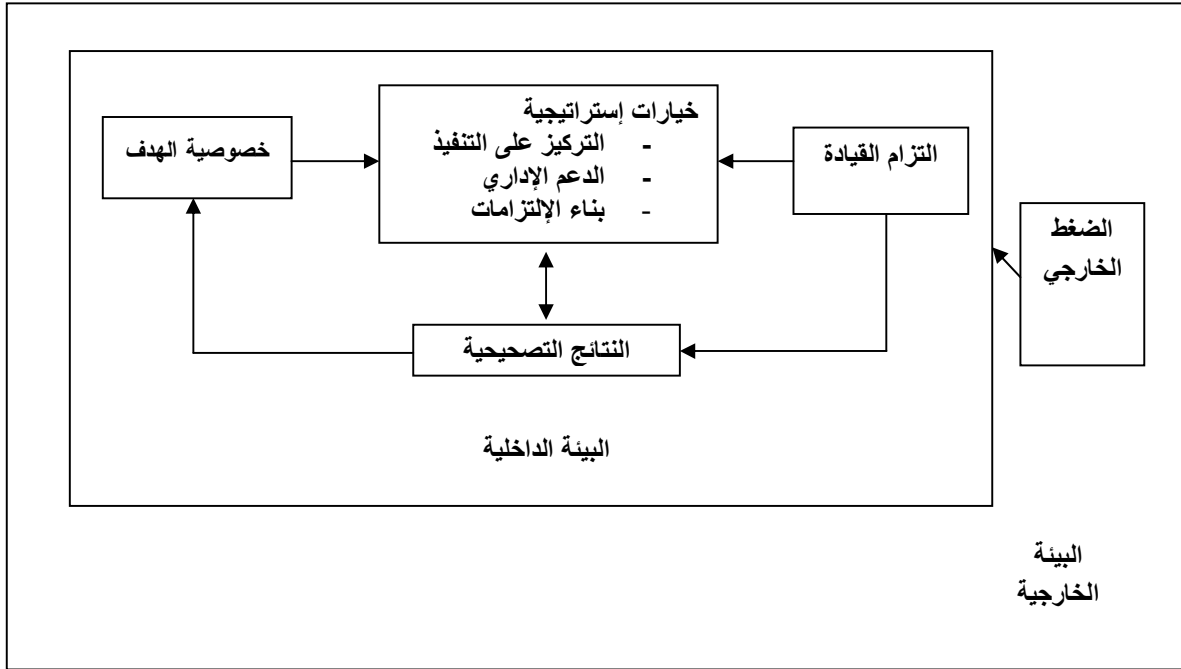 خيارات إستراتيجية
- التركيز على التنفيذ
- الدعم الإداري
- بناء الإلتزامات
التزام القيادة
خصوصية الهدف
الضغط
الخارجي
النتائج التصحيحية
البيئة الداخلية
البيئة
الخارجية